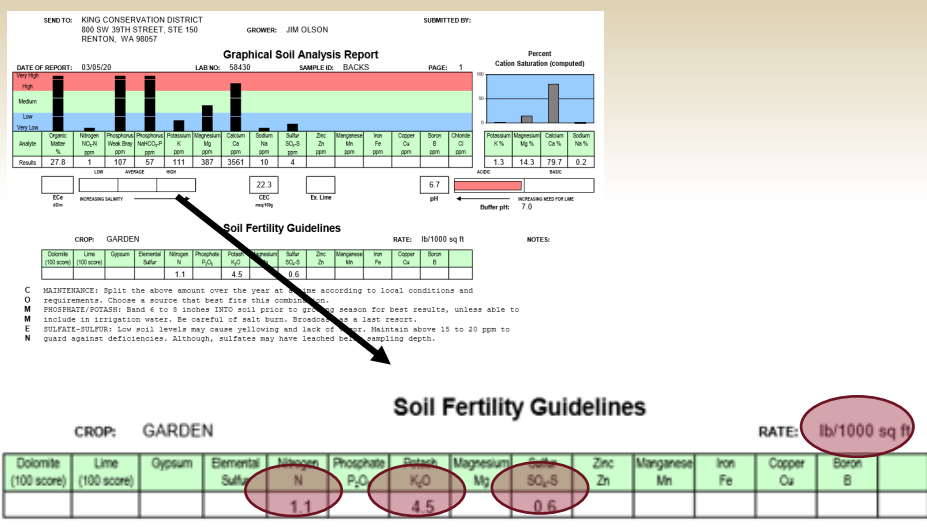 SEND TO: KING CONSERVATION DISTRICT
800 SW 39TH STREET, STE 150
RENTON, WA 98057
GROWER: JIM OLSON
SUBMITTED BY:
Graphical Soil Analysis Report
DATE OF REPORT: 03/05/20 LAB NO: 58430 SAMPLE ID: BACKS PAGE: 1
Percent
Cation Saturation (computed)
Very High
High
Medium
Low
Very Low
100
50
0
Analyte Organic Matter % Nitrogen NO3-N ppm Phosphorus Weak Bray ppm Phosphorus NaHCO3-P ppm Potassium K ppm Magnesium Mg ppm Calcium Ca ppm Sodium Na ppm Sulfur SO4-S ppm Zinc Zn ppm Manganese Mn ppm Iron Fe ppm Copper Cu ppm Boron B ppm Chloride Cl ppm
Results 27.8 1 107 57 111 387 3561 10 4
Potassium K % Magnesium Mg % Calcium Ca % Sodium Na %
1.3 14.3 79.7 0.2
LOW AVERAGE HIGH
ACIDIC BASIC
22.3
6.7
ECe
dS/m
INCREASING SALINITY
CEC
meq/100g
Ex. Lime
pH
INCREASING NEED FOR LIME
Buffer pH: 7.0
Soil Fertility Guidelines
CROP: GARDEN RATE: lb/1000 sq ft NOTES:
Dolomite (100 score) Lime (100 score) Gypsum Elemental Sulfur Nitrogen N Phosphate P2O5 Potash K2O Magnesium Sulfur SO4-S Zinc Zn Manganese Mn Iron Fe Copper Cu Boron B
1.1 4.5 0.6
C MAINTENANCE: Split the above amount over the year at a time according to local conditions and
O requirements. Choose a source that best fits this combination.
M PHOSPHATE/POTASH: Band 6 to 8 inches INTO soil prior to growing season for best results, unless able to
M include in irrigation water. Be careful of salt burn. Broadcast as a last resort.
E SULFATE-SULFUR: Low soil levels may cause yellowing and lack of vigor. Maintain above 15 to 20 ppm to
N guard against deficiencies. Although, sulfates may have leached below sampling depth.
Soil Fertility Guidelines
CROP: GARDEN RATE: lb/1000 sq ft
Dolomite (100 score) Lime (100 score) Gypsum Elemental Sulfur Nitrogen N Phosphate P2O5 Potash K2O Magnesium Mg Sulfur SO4-S Zinc Zn Manganese Mn Iron Fe Copper Cu Boron B
1.1 4.5 0.6